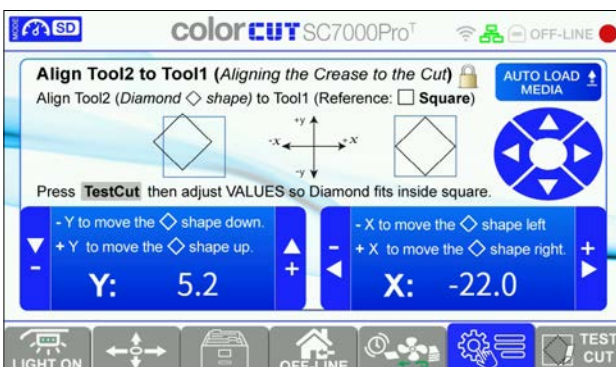 MODE
SD
colorCUT SC7000ProT
OFF-LINE
Align Tool2 to Tool1 (Aligning the Crease to the Cut)
AUTO LOAD
MEDIA
Align Tool2 (Diamond ◇ shape) to Tool1 (Reference: □ Square)
+y
-x
+x
-y
Press TestCut then adjust VALUES so Diamond fits inside square.
- Y to move the ◇ shape down.
+ Y to move the ◇ shape up.
- +
Y: 5.2
- X to move the ◇ shape left
+ X to move the ◇ shape right.
- +
X: -22.0
LIGHT ON
OFF-LINE
TEST
CUT